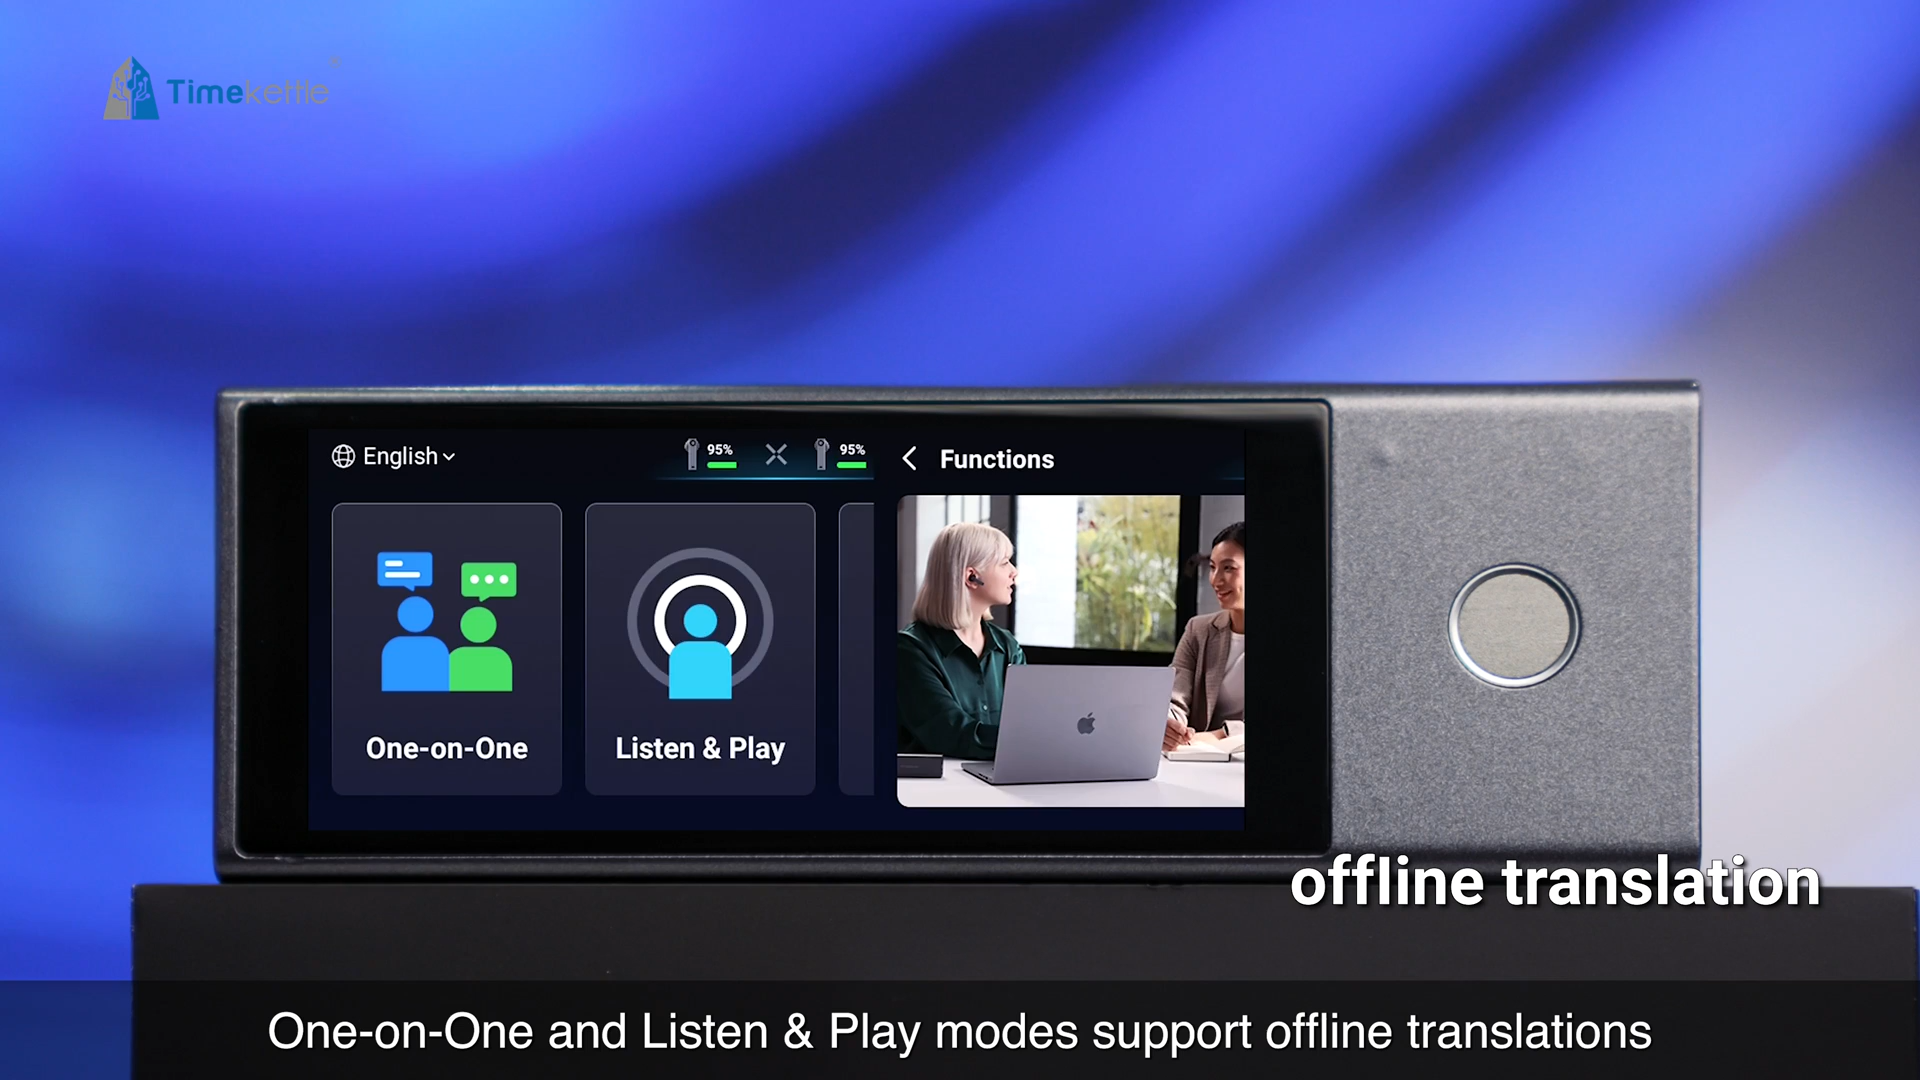 Timekettle
English
95%
95%
Functions
One-on-One
Listen & Play
offline translation
One-on-One and Listen & Play modes support offline translations